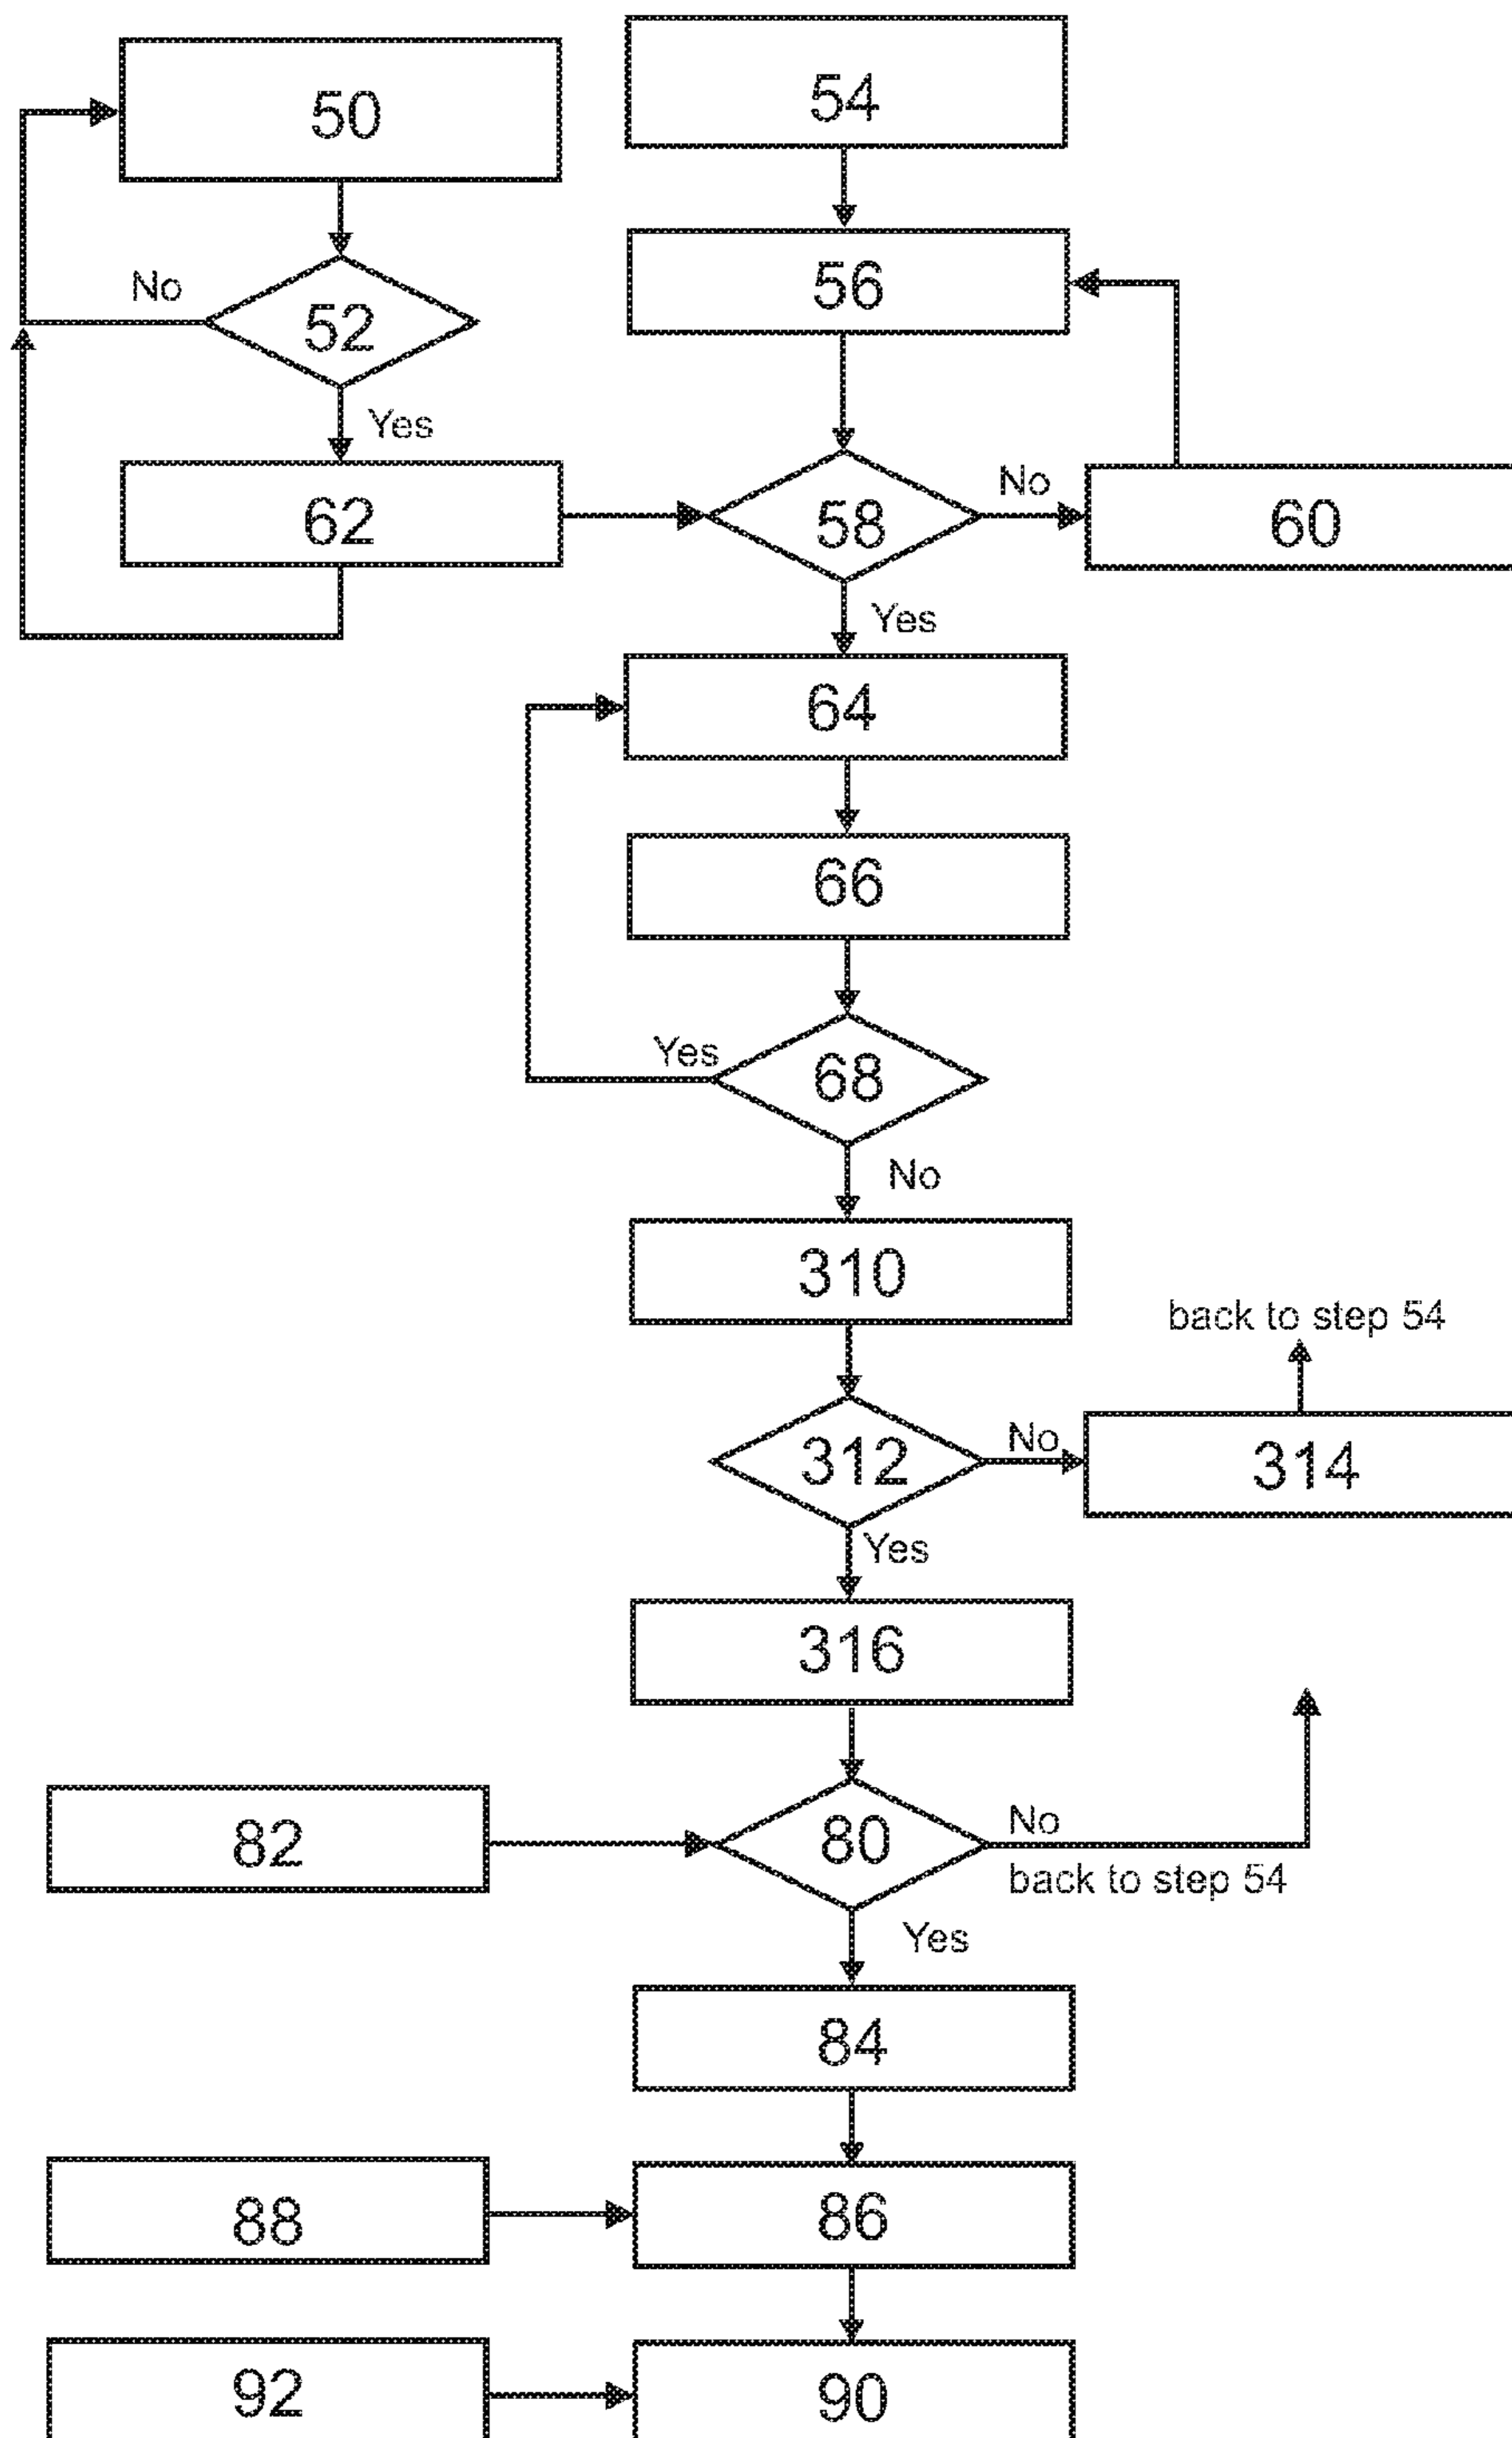 50
54
56
No
52
Yes
62
58
No
60
Yes
64
66
Yes
68
No
310
back to step 54
312
No
314
Yes
316
82
80
No
back to step 54
Yes
84
88
86
92
90